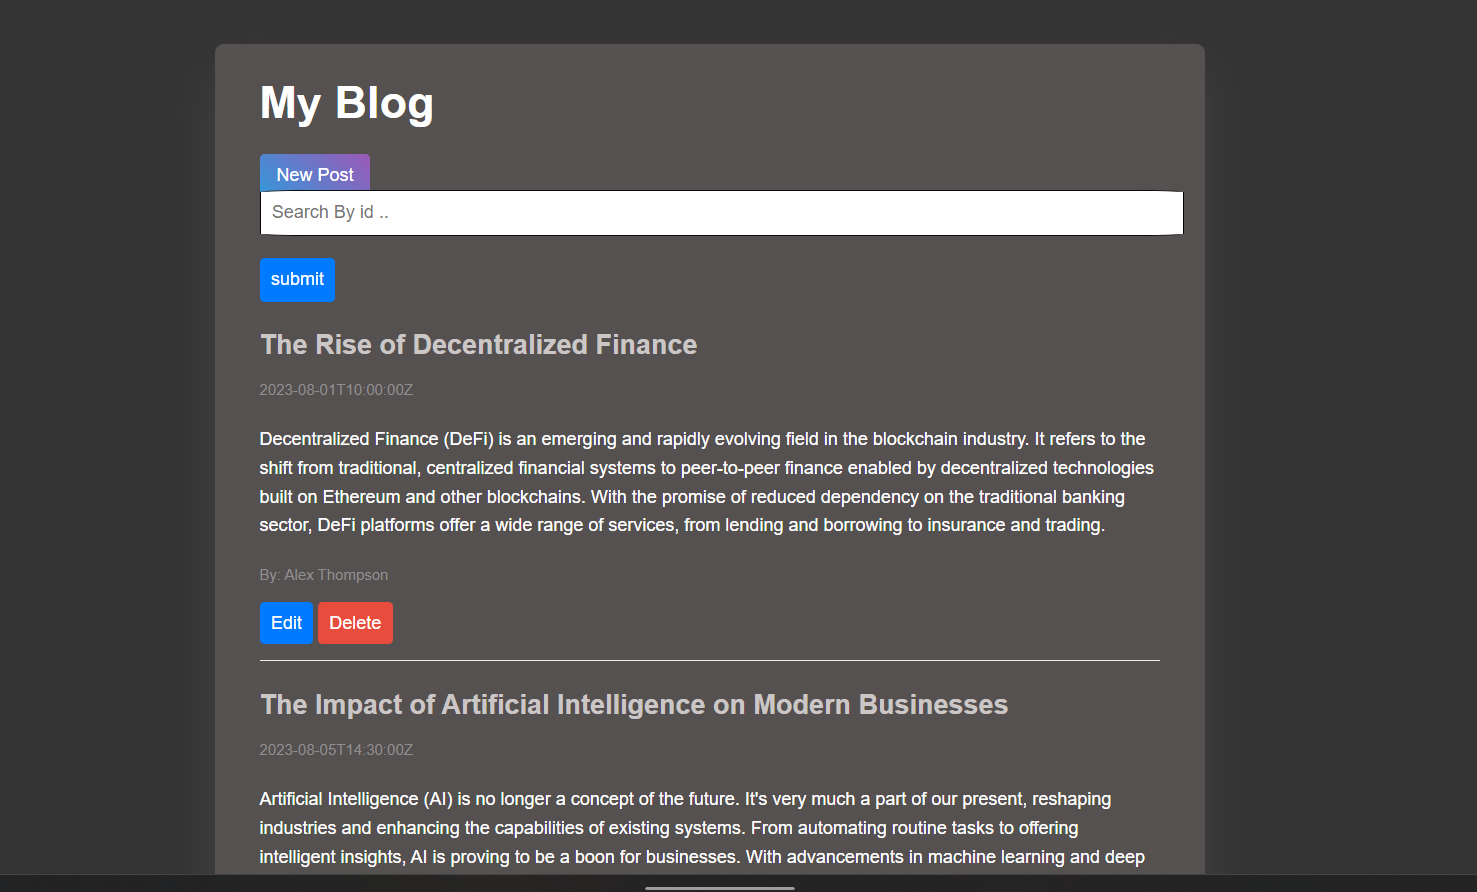 My Blog
New Post
Search By id ..
submit
The Rise of Decentralized Finance
2023-08-01T10:00:00Z
Decentralized Finance (DeFi) is an emerging and rapidly evolving field in the blockchain industry. It refers to the
shift from traditional, centralized financial systems to peer-to-peer finance enabled by decentralized technologies
built on Ethereum and other blockchains. With the promise of reduced dependency on the traditional banking
sector, DeFi platforms offer a wide range of services, from lending and borrowing to insurance and trading.
By: Alex Thompson
Edit Delete
The Impact of Artificial Intelligence on Modern Businesses
2023-08-05T14:30:00Z
Artificial Intelligence (AI) is no longer a concept of the future. It's very much a part of our present, reshaping
industries and enhancing the capabilities of existing systems. From automating routine tasks to offering
intelligent insights, AI is proving to be a boon for businesses. With advancements in machine learning and deep